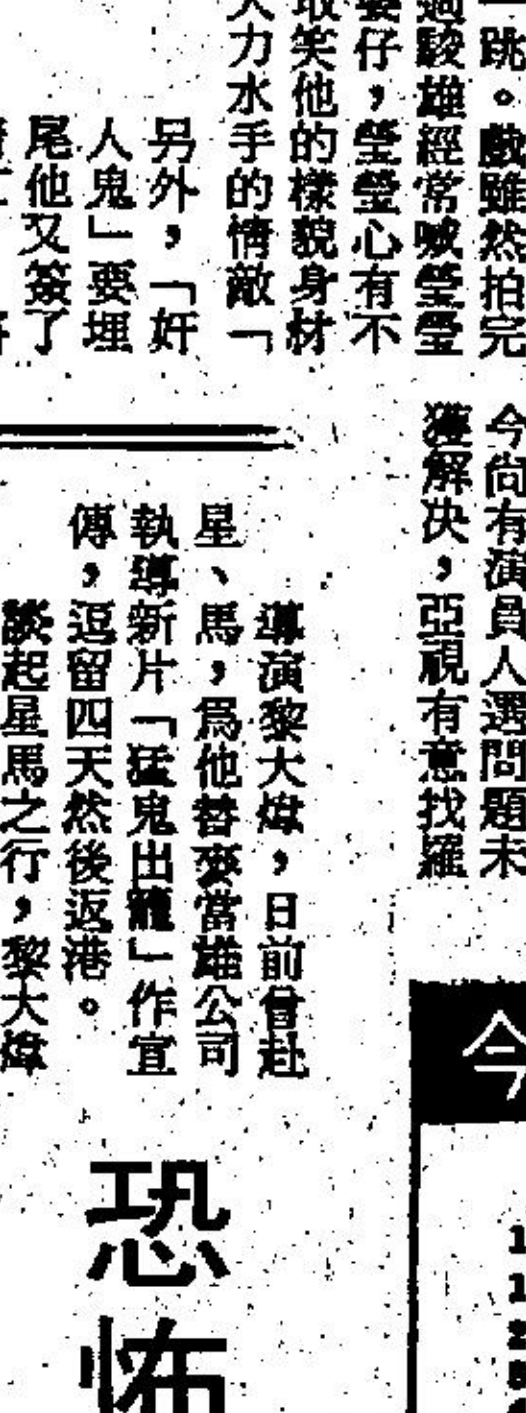 一跳。戲雖然拍完
過駿雄經常喊瑩瑩
婆仔，瑩瑩心有不
取笑他的樣貌身材
大力水手的情敵「
另外，「奸
人鬼」要埋
尾他又簽了
今尙有演員人選問題未
獲解决，亞視有意找羅
導演黎大煒，日前曾赴
星、馬，爲他替麥當雄公司
執導新片「猛鬼出籠」作宣
傳，逗留四天然後返港。
談起星馬之行，黎大煒
恐怖
今